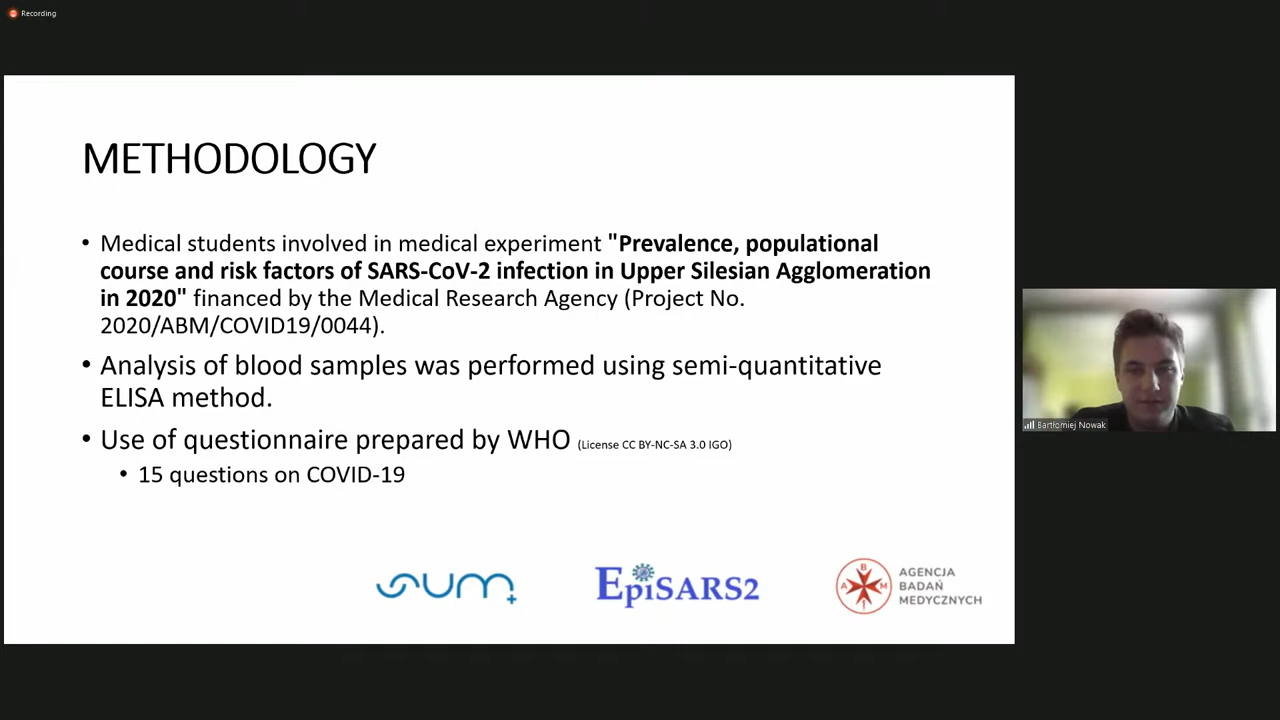 Recording
METHODOLOGY
• Medical students involved in medical experiment "Prevalence, populational
course and risk factors of SARS-CoV-2 infection in Upper Silesian Agglomeration
in 2020" financed by the Medical Research Agency (Project No.
2020/ABM/COVID19/0044).
• Analysis of blood samples was performed using semi-quantitative
ELISA method.
• Use of questionnaire prepared by WHO (License CC BY-NC-SA 3.0 IGO)
• 15 questions on COVID-19
Bartłomiej Nowak
sum
EpiSARS2
A B M
AGENCJA
BADAŃ
MEDYCZNYCH